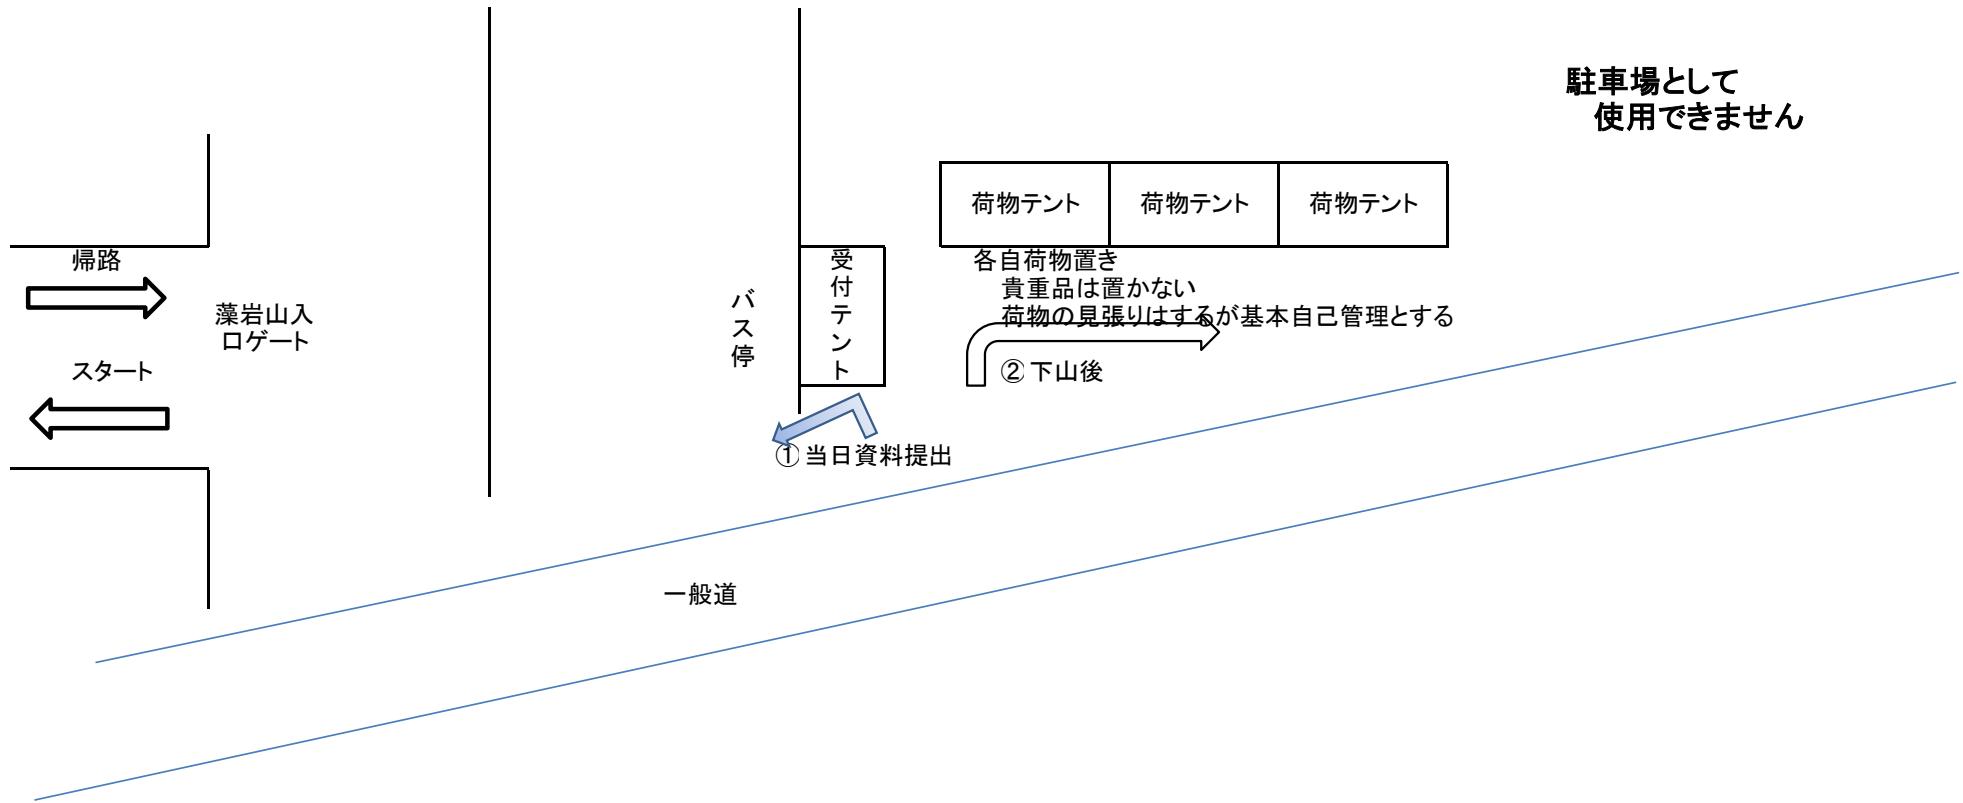 駐車場として
使用できません
荷物テント
荷物テント
荷物テント
帰路
藻岩山入
口ゲート
スタート
バス停
受付テント
各自荷物置き
貴重品は置かない
荷物の見張りはするが基本自己管理とする
②下山後
①当日資料提出
一般道